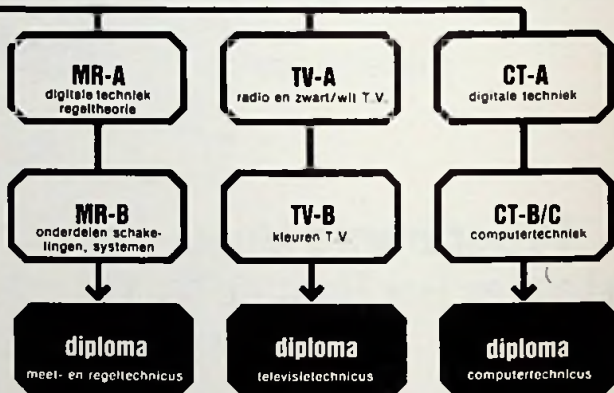 MR-A
digitale techniek
regeltheorie
TV-A
radio en zwart/wit T.V.
CT-A
digitale techniek
MR-B
onderdelen schake-
lingen, systemen
TV-B
kleuren T.V.
CT-B/C
computertechniek
diploma
meet- en regeltechnicus
diploma
televisietechnicus
diploma
computertechnicus